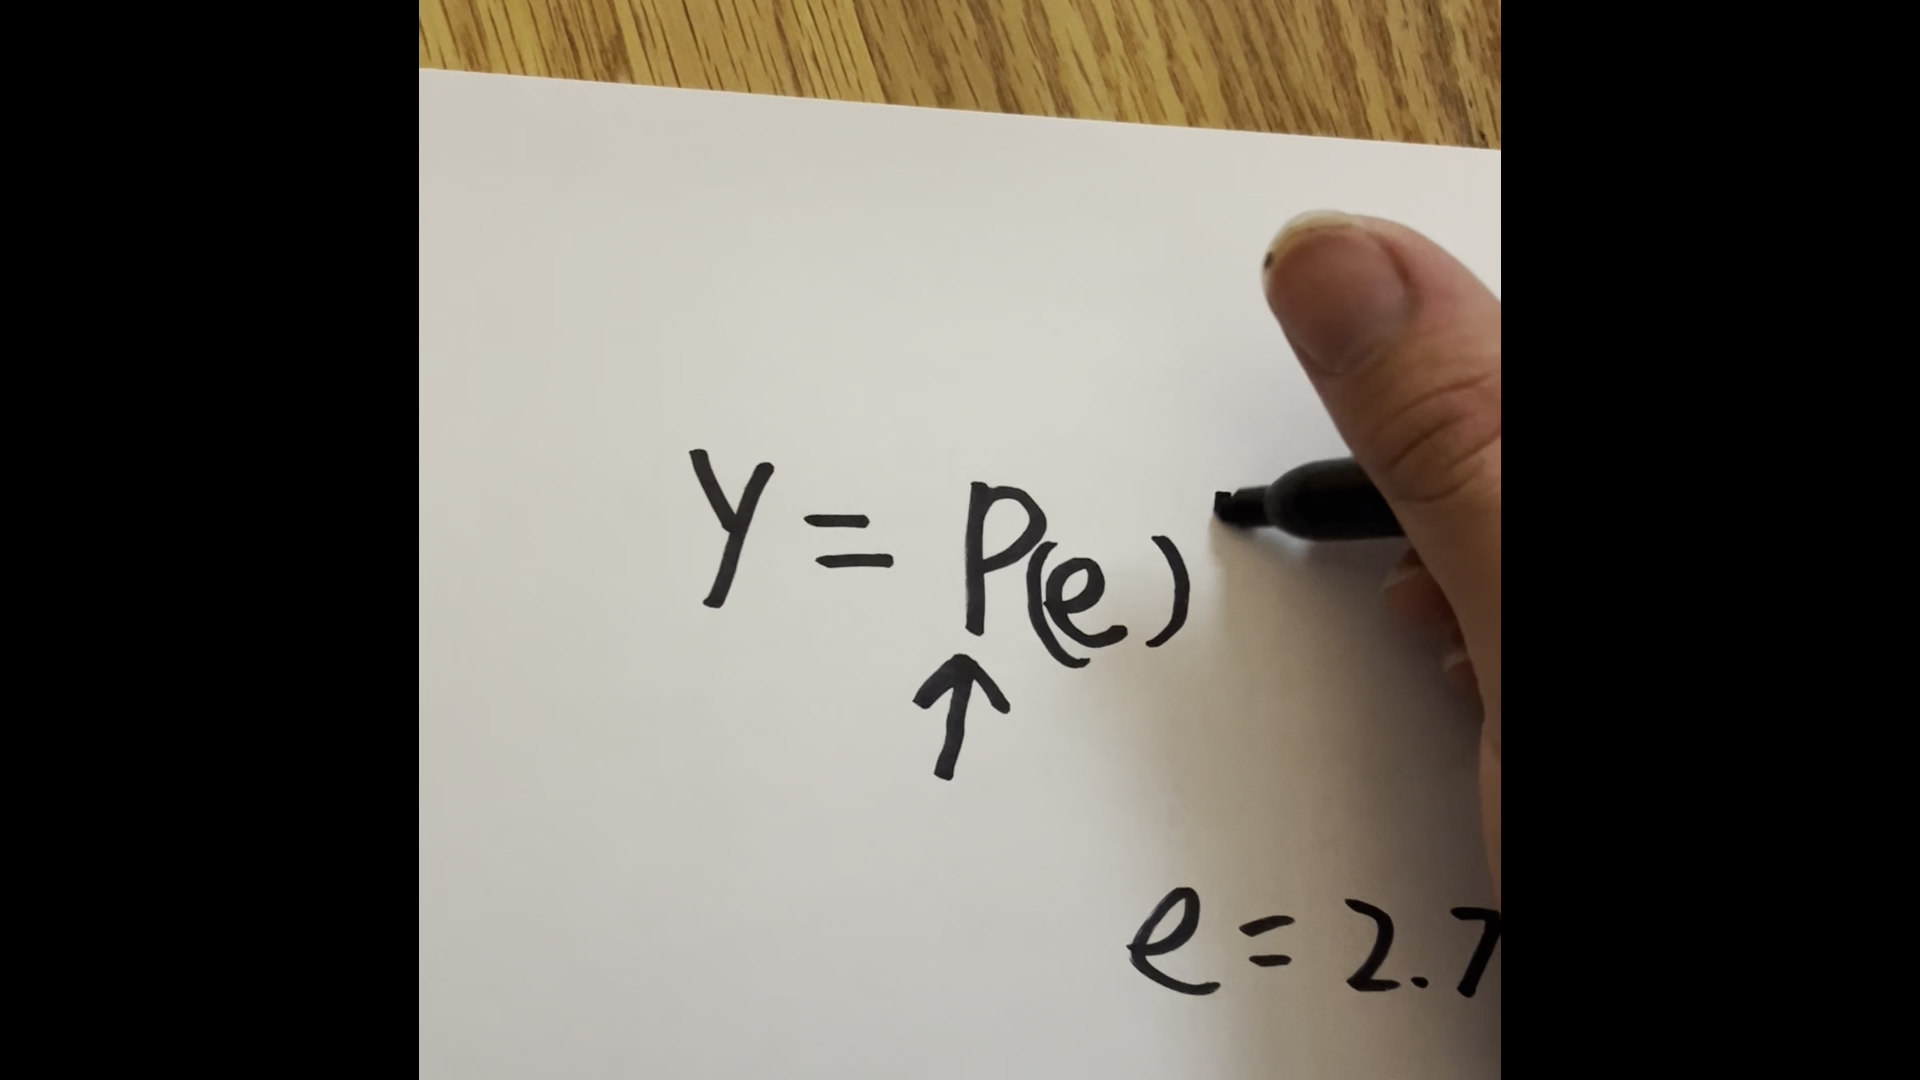 y = P(e)
↑
e = 2.7